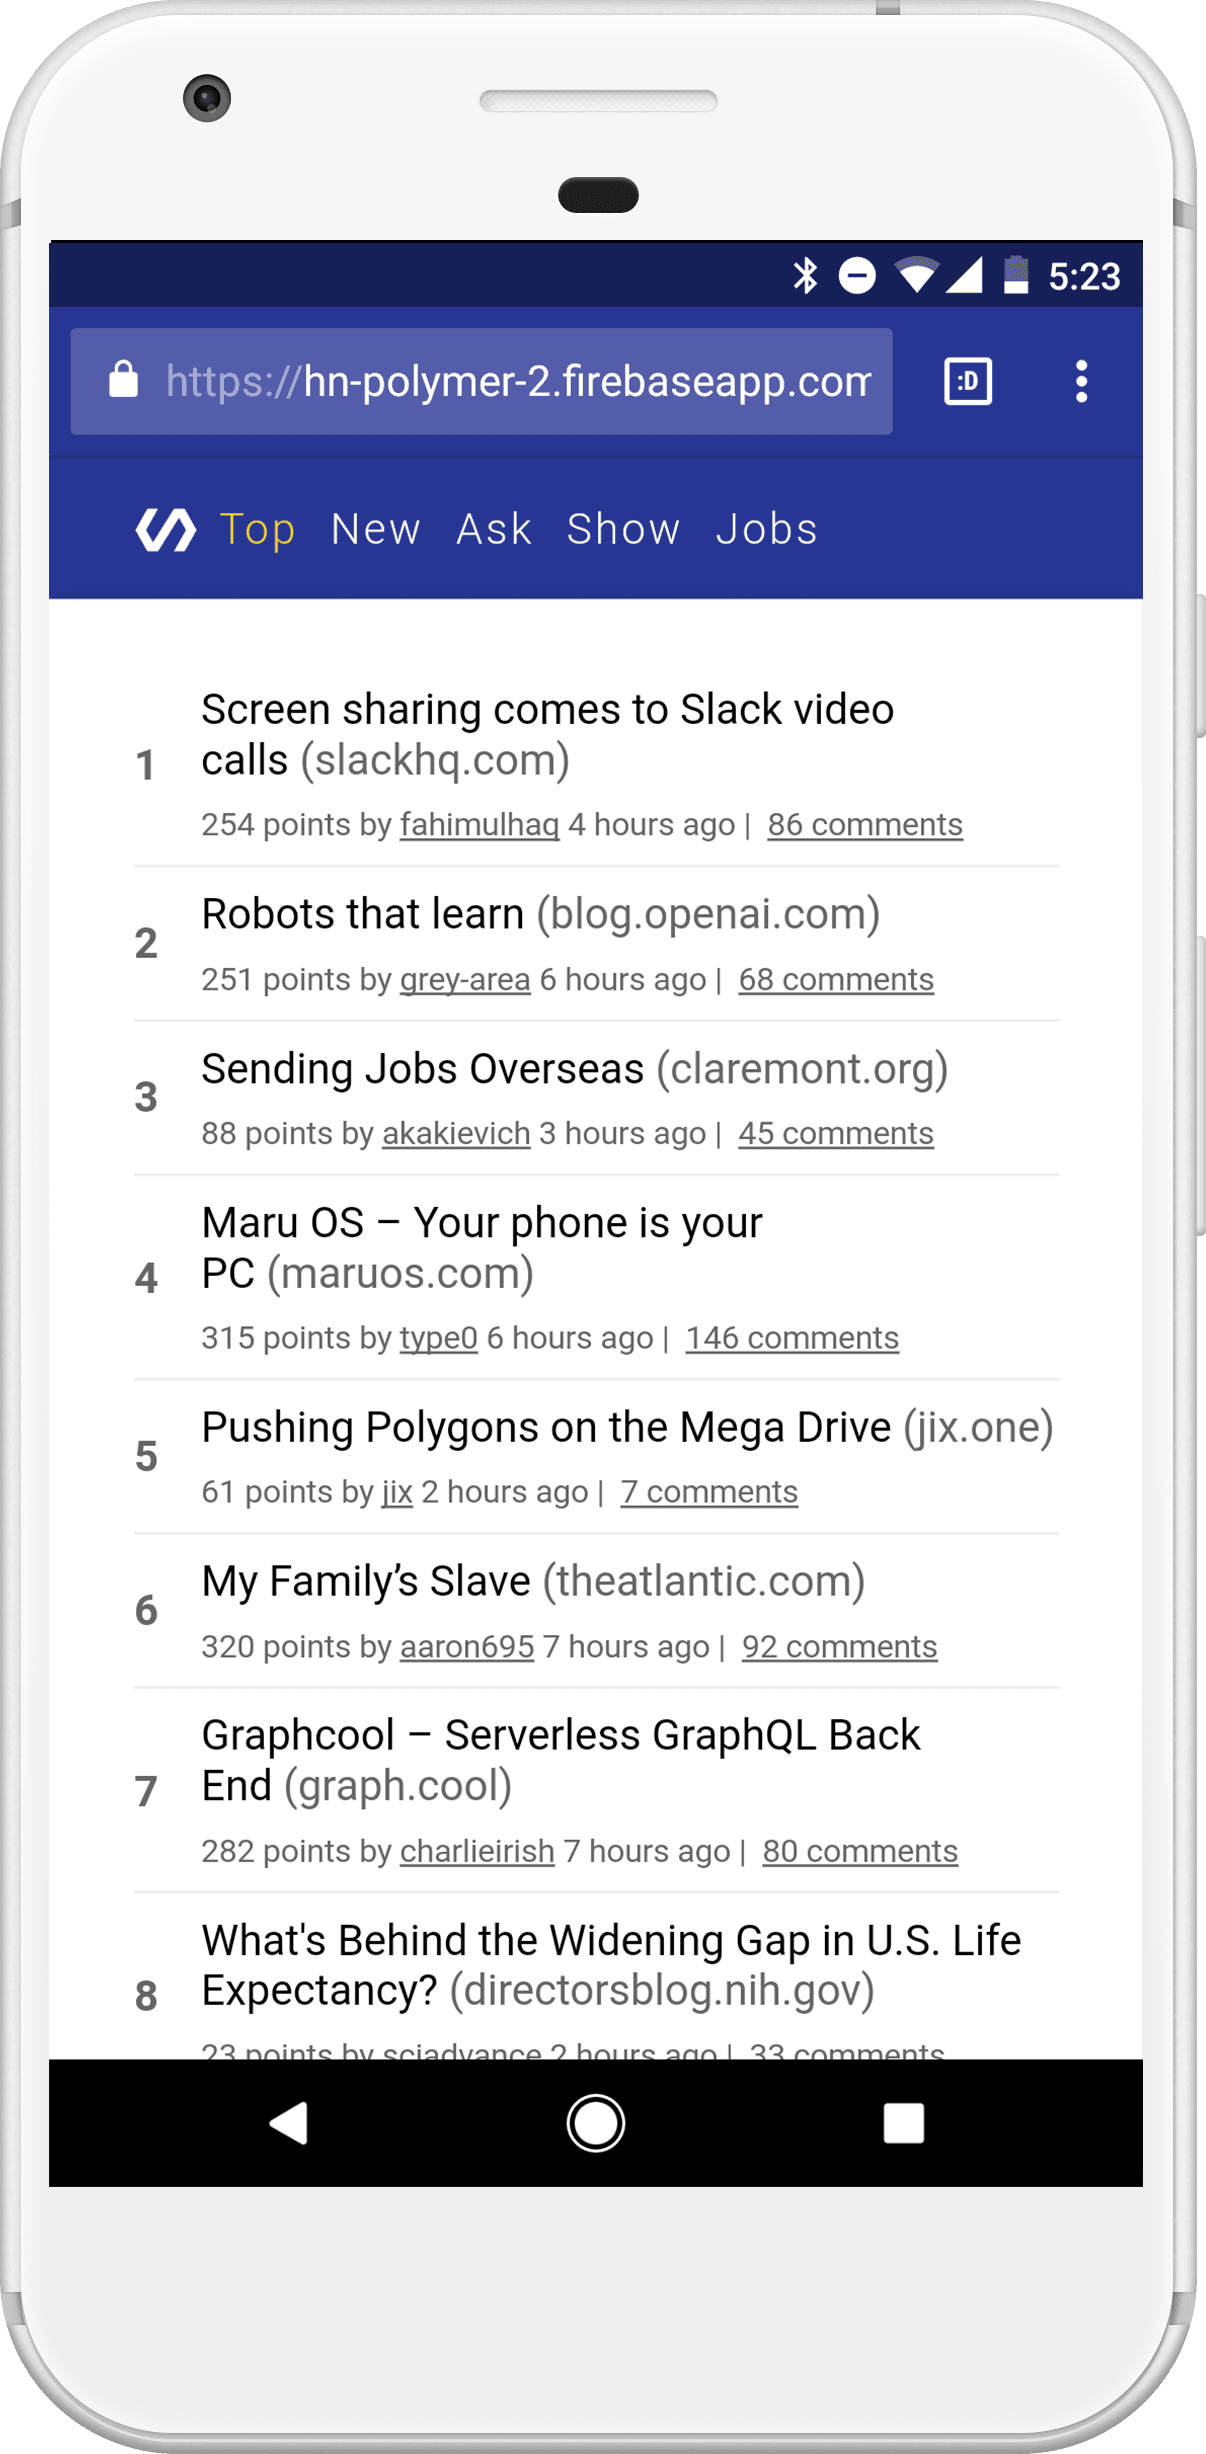 5:23
https://hn-polymer-2.firebaseapp.com
:D
Top New Ask Show Jobs
Screen sharing comes to Slack video
1 calls (slackhq.com)
254 points by fahimulhaq 4 hours ago | 86 comments
Robots that learn (blog.openai.com)
2
251 points by grey-area 6 hours ago | 68 comments
Sending Jobs Overseas (claremont.org)
3
88 points by akakievich 3 hours ago | 45 comments
Maru OS – Your phone is your
4 PC (maruos.com)
315 points by type0 6 hours ago | 146 comments
Pushing Polygons on the Mega Drive (jix.one)
5
61 points by jix 2 hours ago | 7 comments
My Family’s Slave (theatlantic.com)
6
320 points by aaron695 7 hours ago | 92 comments
Graphcool – Serverless GraphQL Back
7 End (graph.cool)
282 points by charlieirish 7 hours ago | 80 comments
What's Behind the Widening Gap in U.S. Life
8 Expectancy? (directorsblog.nih.gov)
23 points by sciadvance 2 hours ago | 33 comments